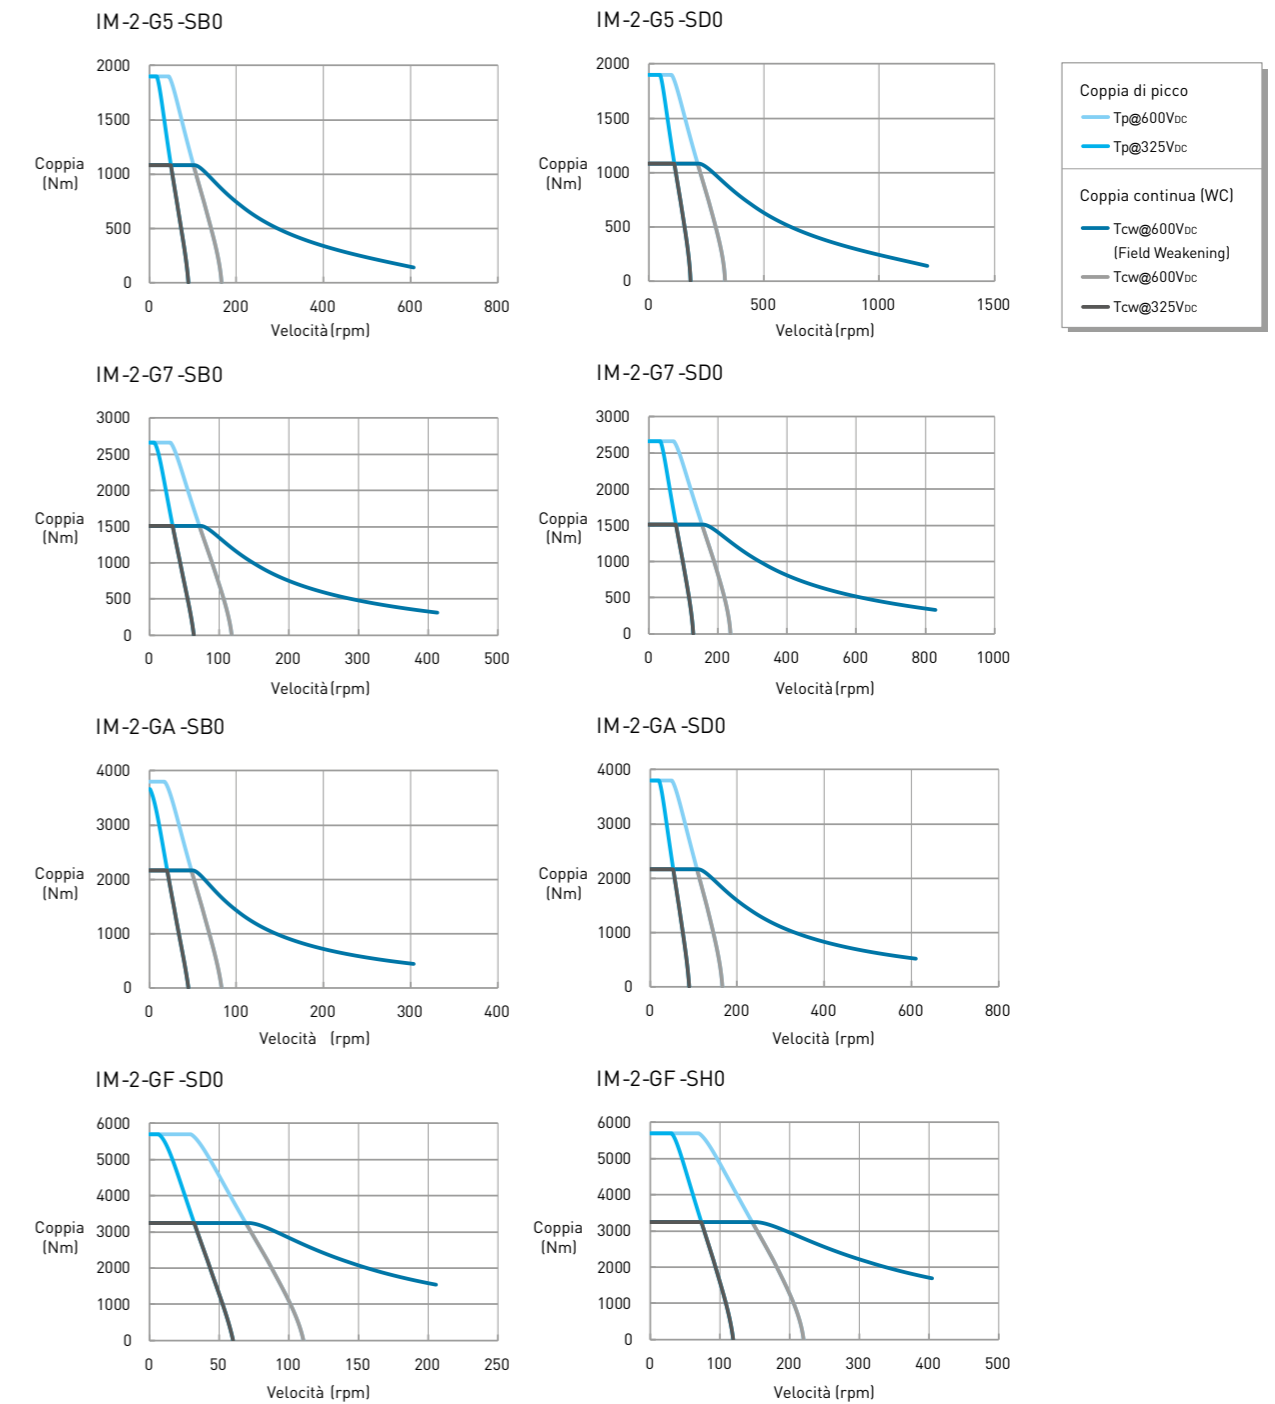 IM-2-G5-SB0
2000
1500
1000
500
0
Coppia
(Nm)
0 200 400 600 800
Velocità (rpm)
IM-2-G5-SD0
2000
1500
1000
500
0
Coppia
(Nm)
0 500 1000 1500
Velocità (rpm)
Coppia di picco
Tp@600VDC
Tp@325VDC
Coppia continua (WC)
Tcw@600VDC
(Field Weakening)
Tcw@600VDC
Tcw@325VDC
IM-2-G7-SB0
3000
2500
2000
1500
1000
500
0
Coppia
(Nm)
0 100 200 300 400 500
Velocità (rpm)
IM-2-G7-SD0
3000
2500
2000
1500
1000
500
0
Coppia
(Nm)
0 200 400 600 800 1000
Velocità (rpm)
IM-2-GA-SB0
4000
3000
2000
1000
0
Coppia
(Nm)
0 100 200 300 400
Velocità (rpm)
IM-2-GA-SD0
4000
3000
2000
1000
0
Coppia
(Nm)
0 200 400 600 800
Velocità (rpm)
IM-2-GF-SD0
6000
5000
4000
3000
2000
1000
0
Coppia
(Nm)
0 50 100 150 200 250
Velocità (rpm)
IM-2-GF-SH0
6000
5000
4000
3000
2000
1000
0
Coppia
(Nm)
0 100 200 300 400 500
Velocità (rpm)